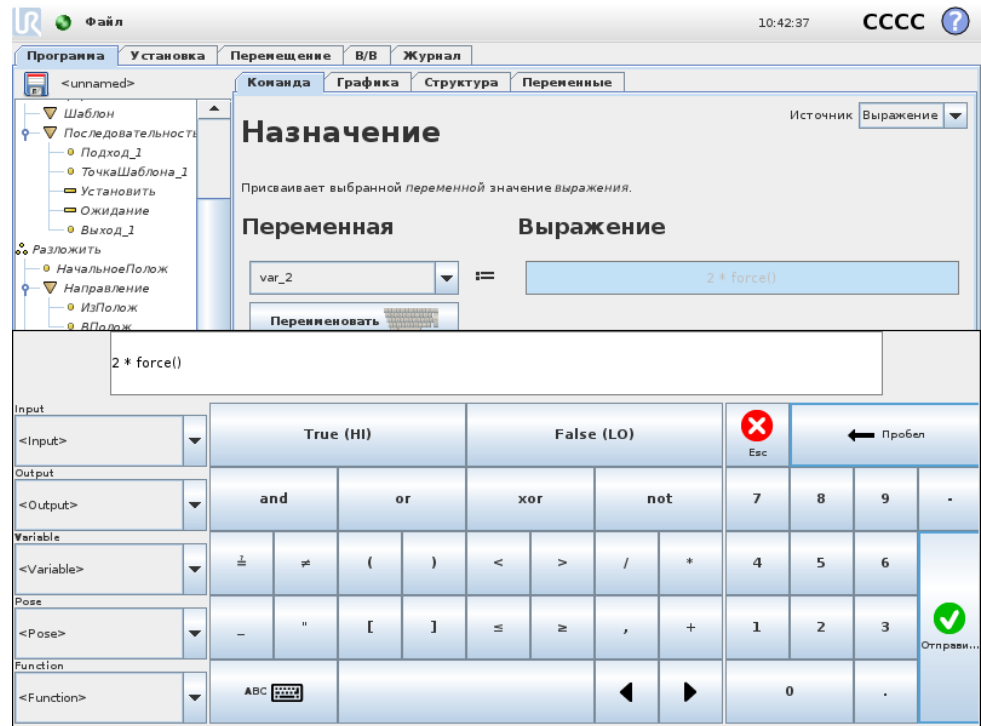 UR Файл 10:42:37 CCCC ?
Программа Установка Перемещение В/В Журнал
<unnamed>
Команда Графика Структура Переменные
Шаблон
Последовательность
Подход_1
ТочкаШаблона_1
Установить
Ожидание
Выход_1
Разложить
НачальноеПолож
Направление
ИзПолож
ВПолож
Назначение
Источник Выражение
Присваивает выбранной переменной значение выражения.
Переменная Выражение
var_2 := 2 * force()
Переименовать
2 * force()
Input
<Input>
True (HI) False (LO) Esc Пробел
Output
<Output>
and or xor not 7 8 9 -
Variable
<Variable>
≟ ≠ ( ) < > / * 4 5 6
Pose
<Pose>
_ " [ ] ≤ ≥ , + 1 2 3
Отправи...
Function
<Function>
ABC 0 .